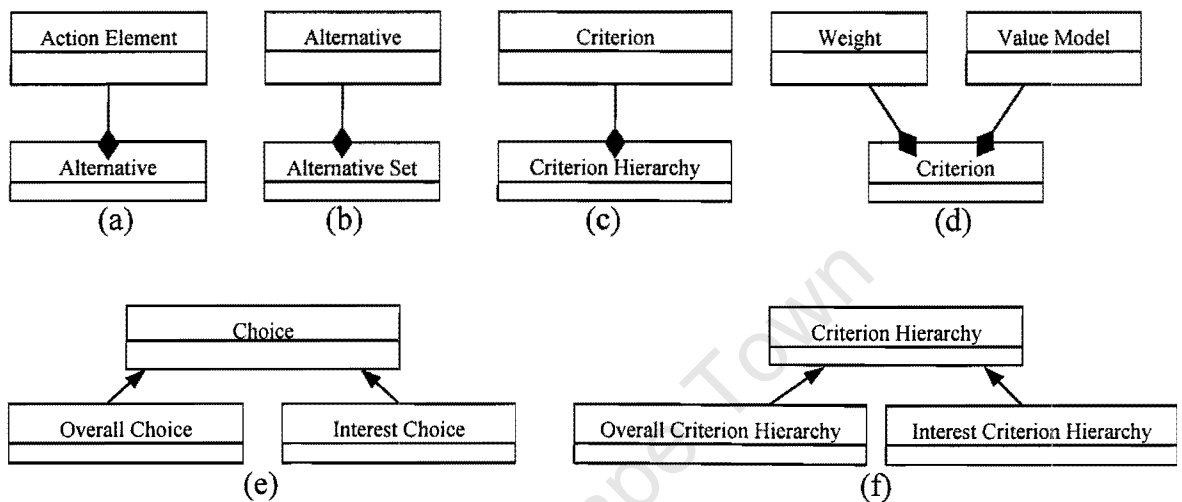 Action Element
Alternative
Criterion
Weight
Value Model
Alternative
Alternative Set
Criterion Hierarchy
Criterion
(a)
(b)
(c)
(d)
Choice
Criterion Hierarchy
Overall Choice
Interest Choice
Overall Criterion Hierarchy
Interest Criterion Hierarchy
(e)
(f)
Town